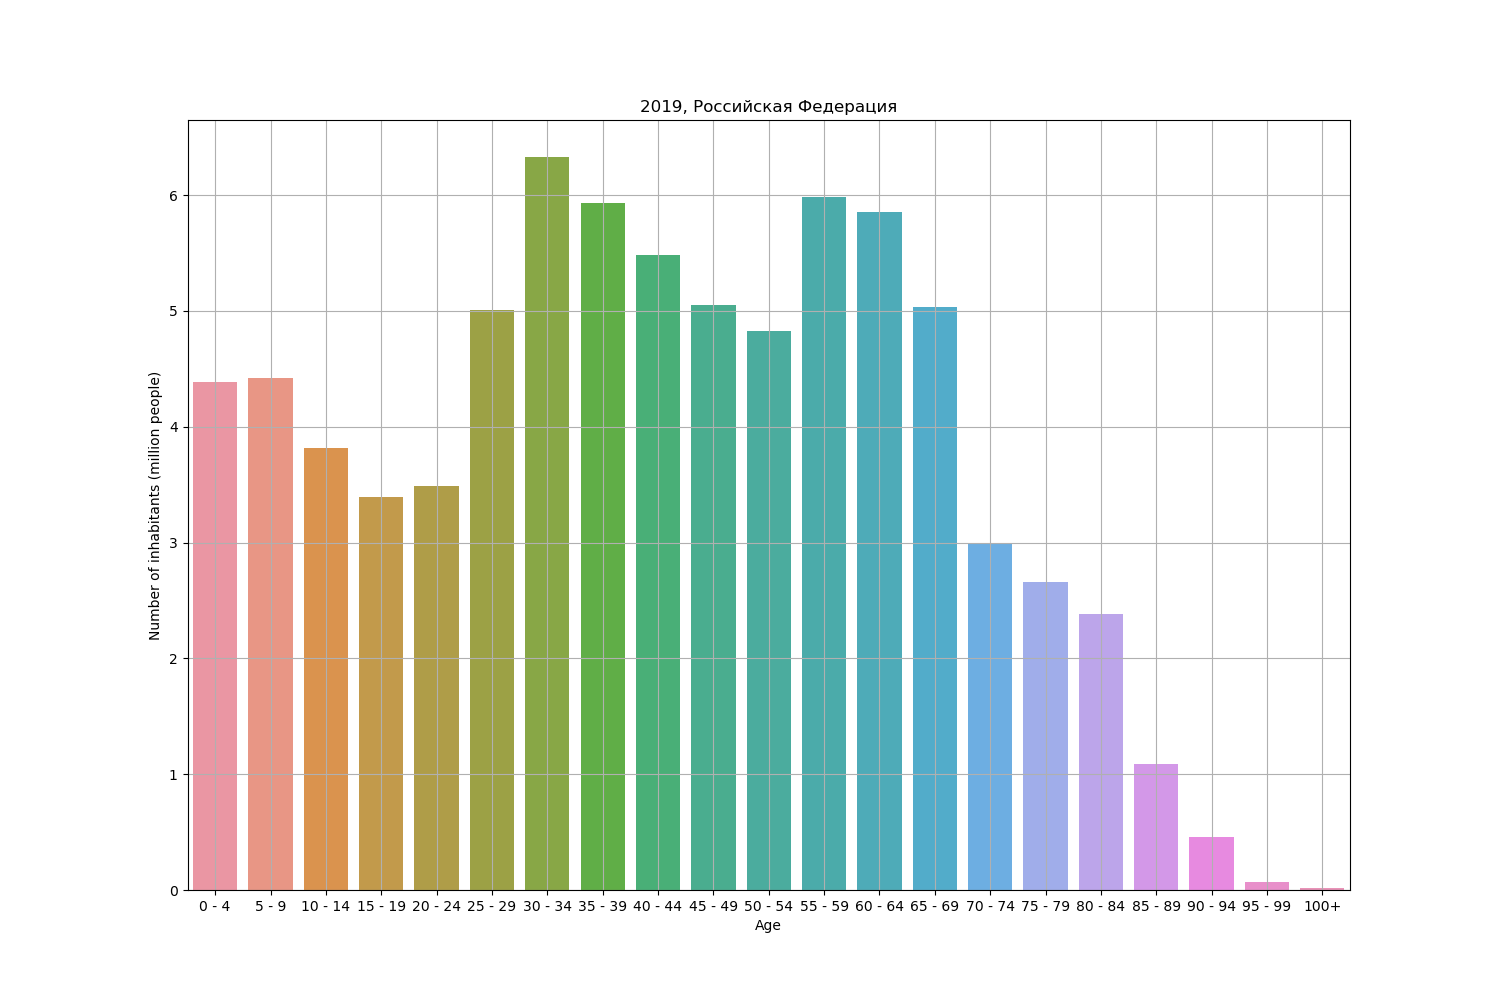 2019, Российская Федерация
Number of inhabitants (million people)
6
5
4
3
2
1
0
0 - 4 5 - 9 10 - 14 15 - 19 20 - 24 25 - 29 30 - 34 35 - 39 40 - 44 45 - 49 50 - 54 55 - 59 60 - 64 65 - 69 70 - 74 75 - 79 80 - 84 85 - 89 90 - 94 95 - 99 100+
Age